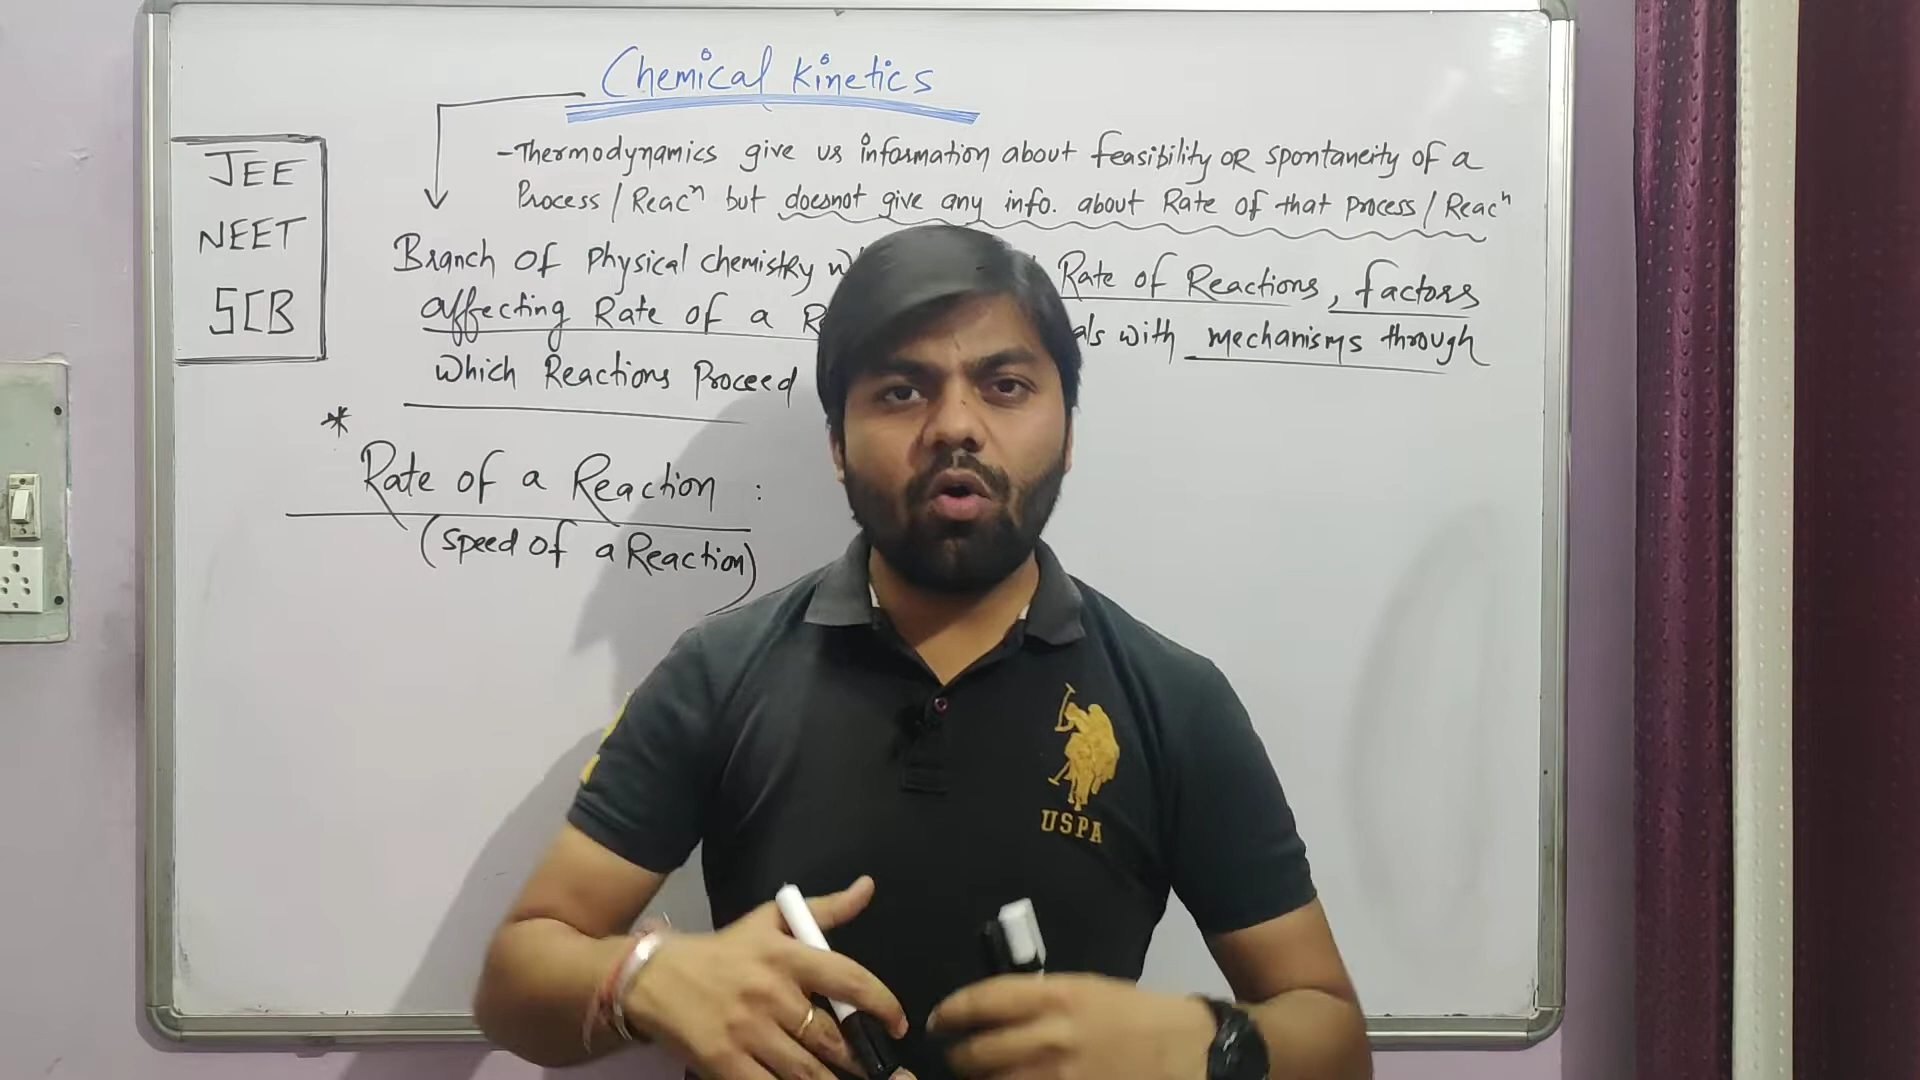 Chemical Kinetics
-Thermodynamics give us information about feasibility OR spontaneity of a
Process / Reacⁿ but doesnot give any info. about Rate of that Process / Reacⁿ
JEE
NEET
SCB
Branch of Physical chemistry Rate of Reactions, factors
affecting Rate of a with mechanisms through
which Reactions Proceed
* Rate of a Reaction :
(speed of a Reaction)
USPA